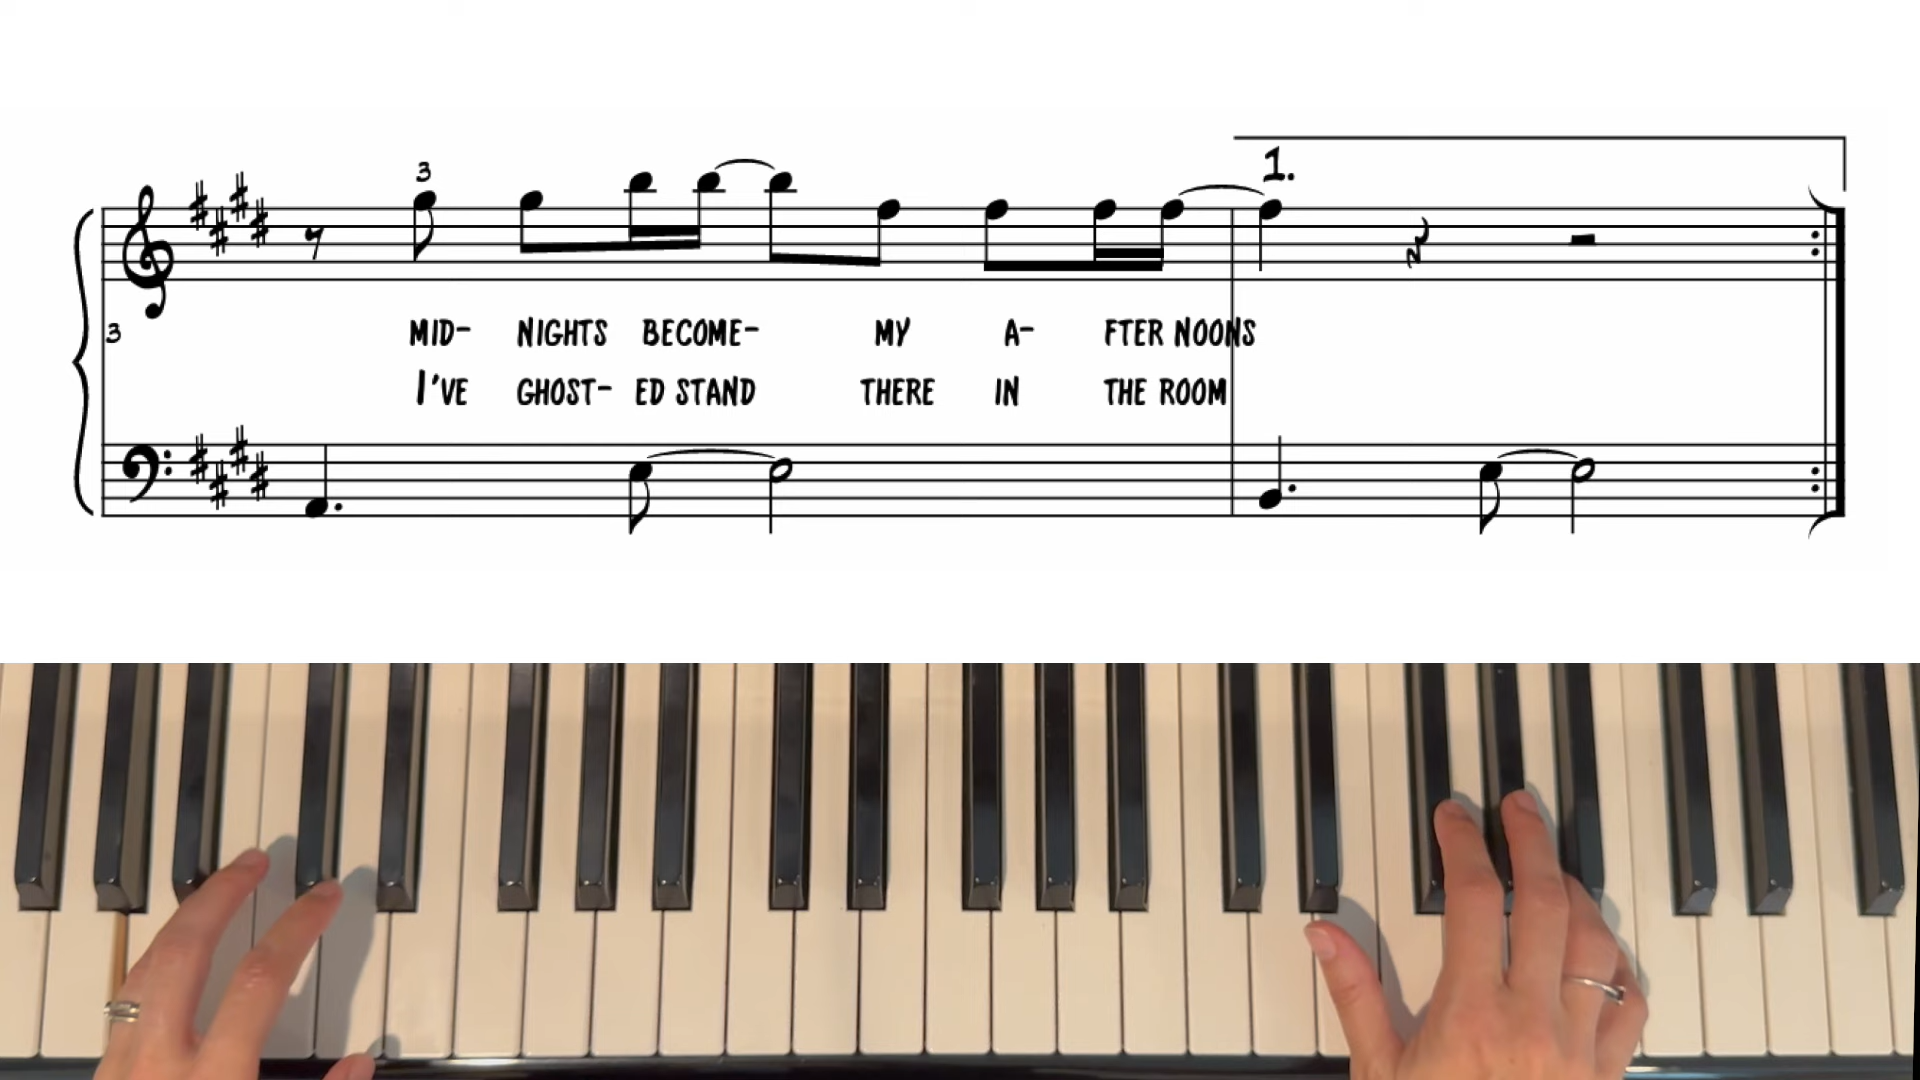 3
1.
3
MID- NIGHTS BECOME- MY A- FTER NOONS
I'VE GHOST- ED STAND THERE IN THE ROOM